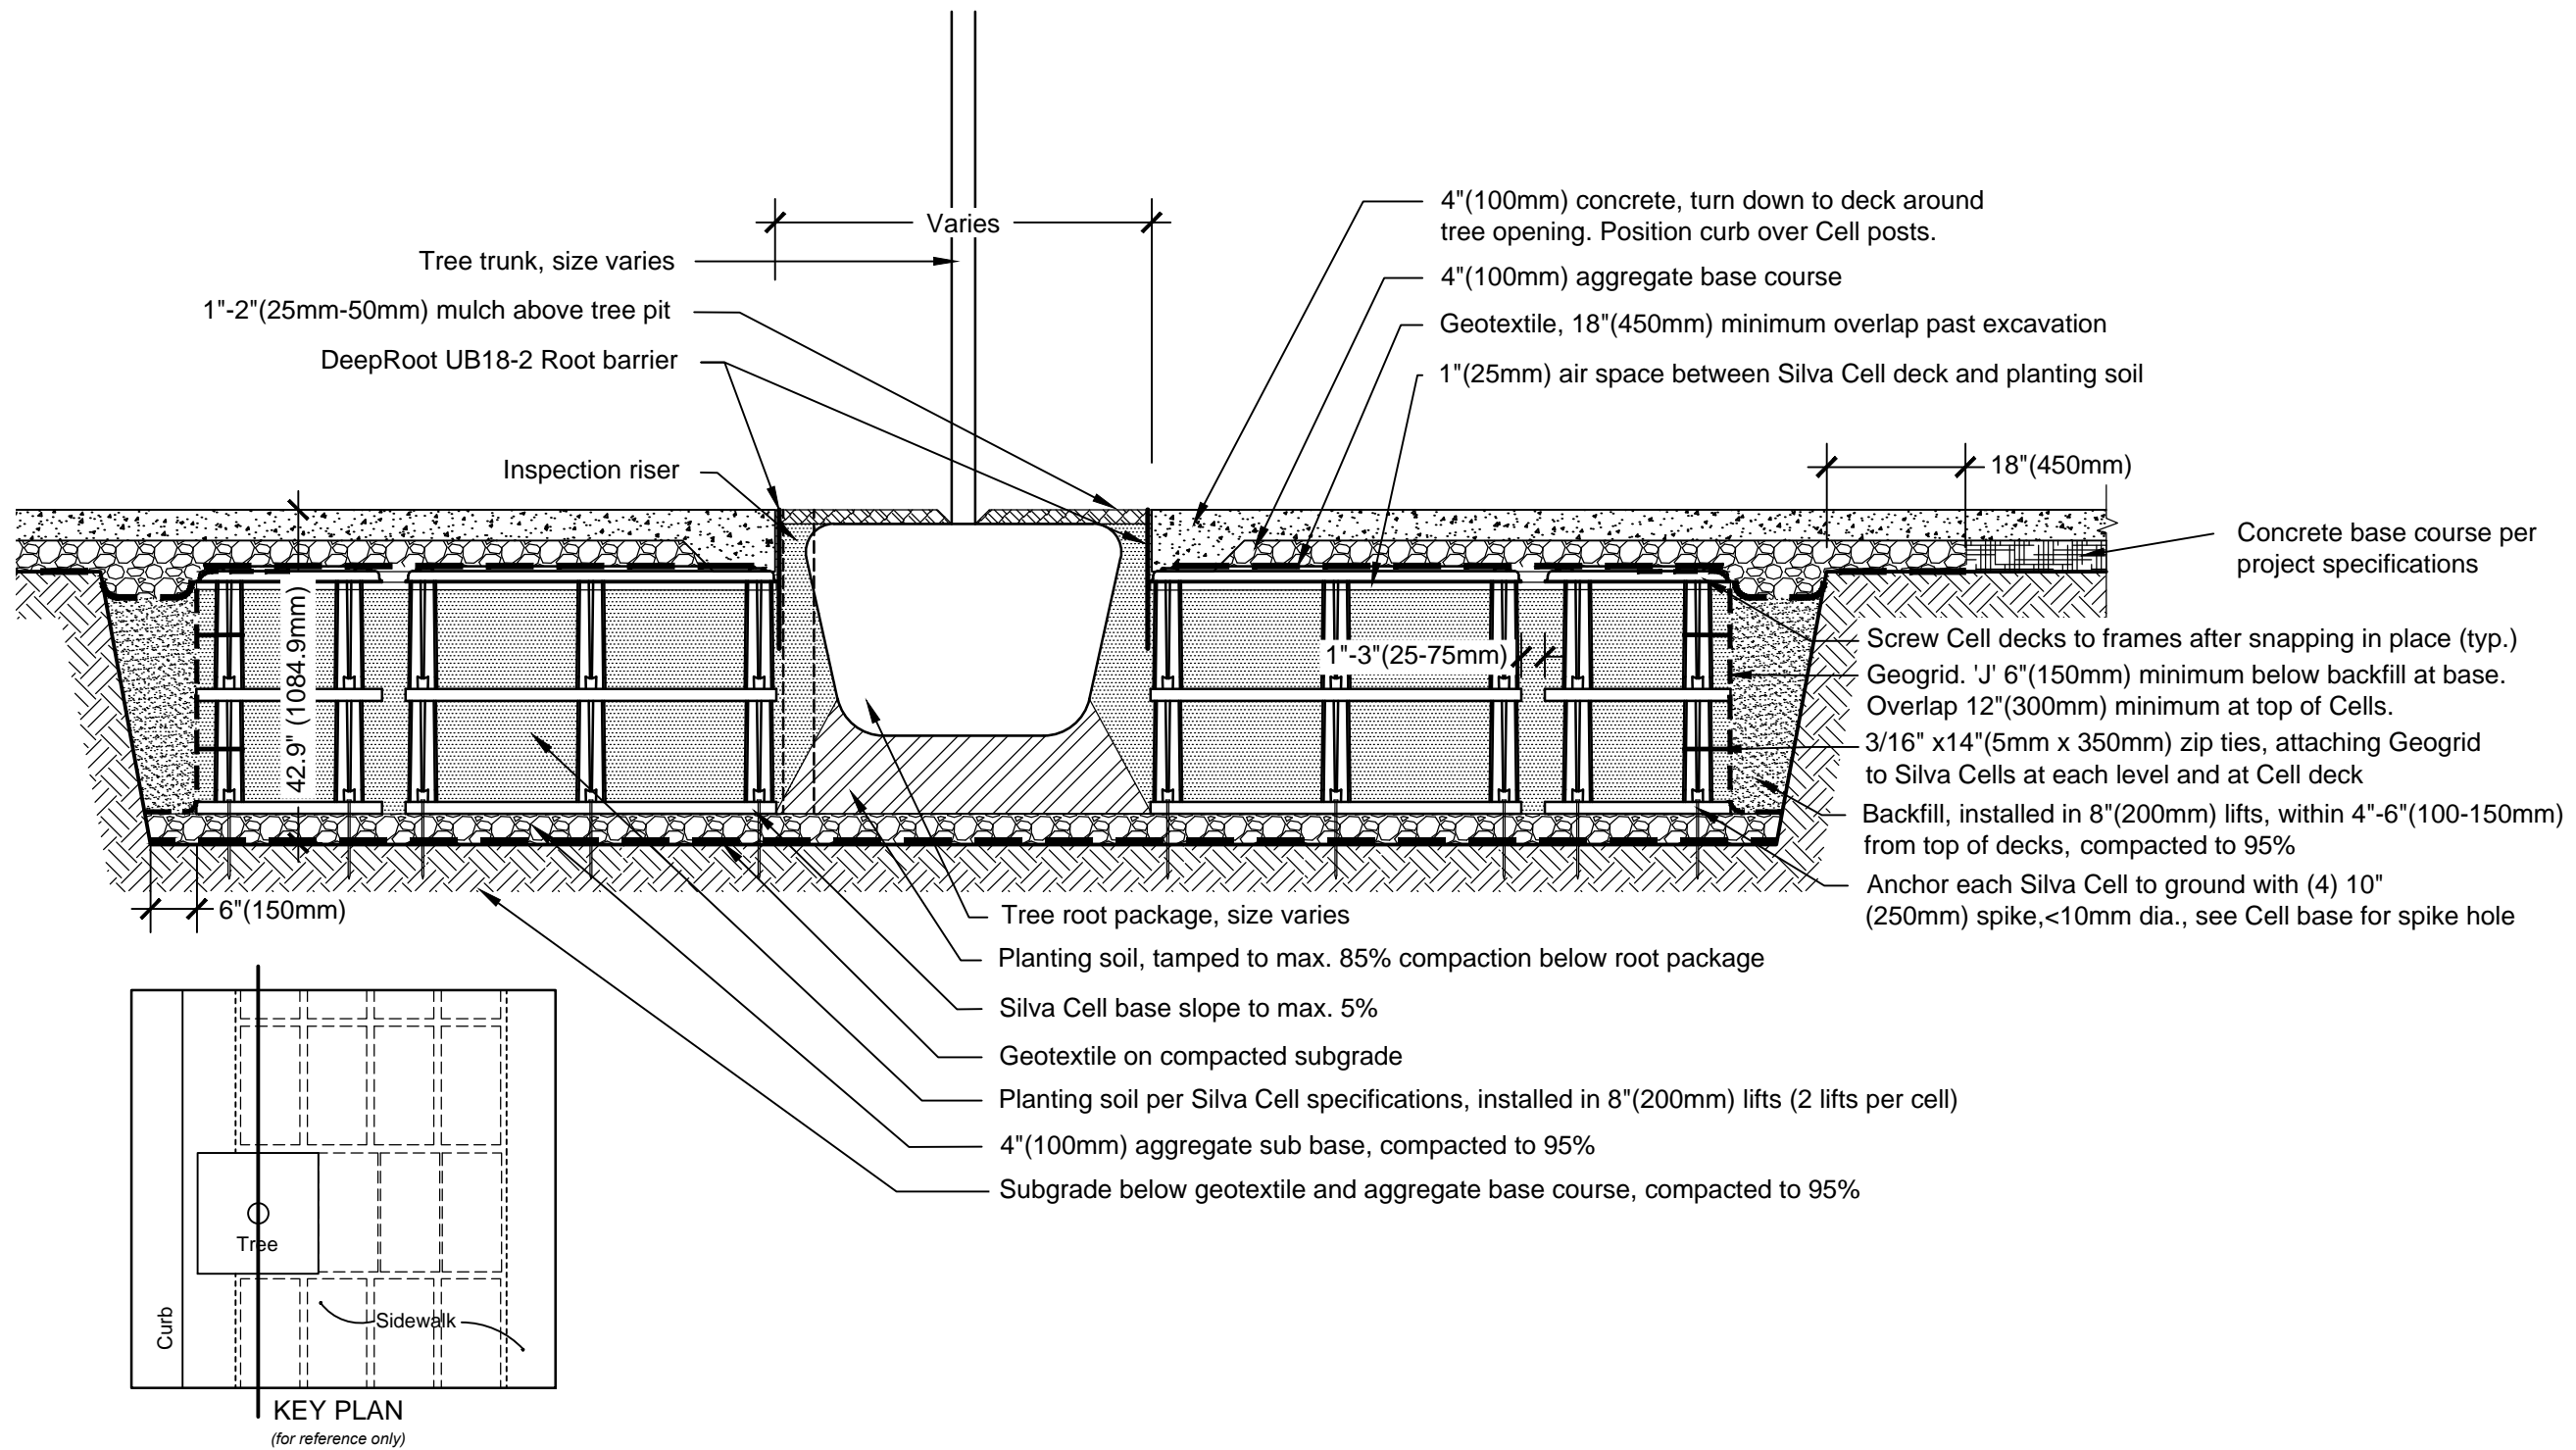 Varies
Tree trunk, size varies
1"-2"(25mm-50mm) mulch above tree pit
DeepRoot UB18-2 Root barrier
Inspection riser
4"(100mm) concrete, turn down to deck around
tree opening. Position curb over Cell posts.
4"(100mm) aggregate base course
Geotextile, 18"(450mm) minimum overlap past excavation
1"(25mm) air space between Silva Cell deck and planting soil
18"(450mm)
Concrete base course per
project specifications
42.9" (1084.9mm)
1"-3"(25-75mm)
Screw Cell decks to frames after snapping in place (typ.)
Geogrid. 'J' 6"(150mm) minimum below backfill at base.
Overlap 12"(300mm) minimum at top of Cells.
3/16" x14"(5mm x 350mm) zip ties, attaching Geogrid
to Silva Cells at each level and at Cell deck
Backfill, installed in 8"(200mm) lifts, within 4"-6"(100-150mm)
from top of decks, compacted to 95%
Anchor each Silva Cell to ground with (4) 10"
(250mm) spike,<10mm dia., see Cell base for spike hole
6"(150mm)
Tree root package, size varies
Planting soil, tamped to max. 85% compaction below root package
Silva Cell base slope to max. 5%
Geotextile on compacted subgrade
Planting soil per Silva Cell specifications, installed in 8"(200mm) lifts (2 lifts per cell)
4"(100mm) aggregate sub base, compacted to 95%
Subgrade below geotextile and aggregate base course, compacted to 95%
Tree
Curb
Sidewalk
KEY PLAN
(for reference only)